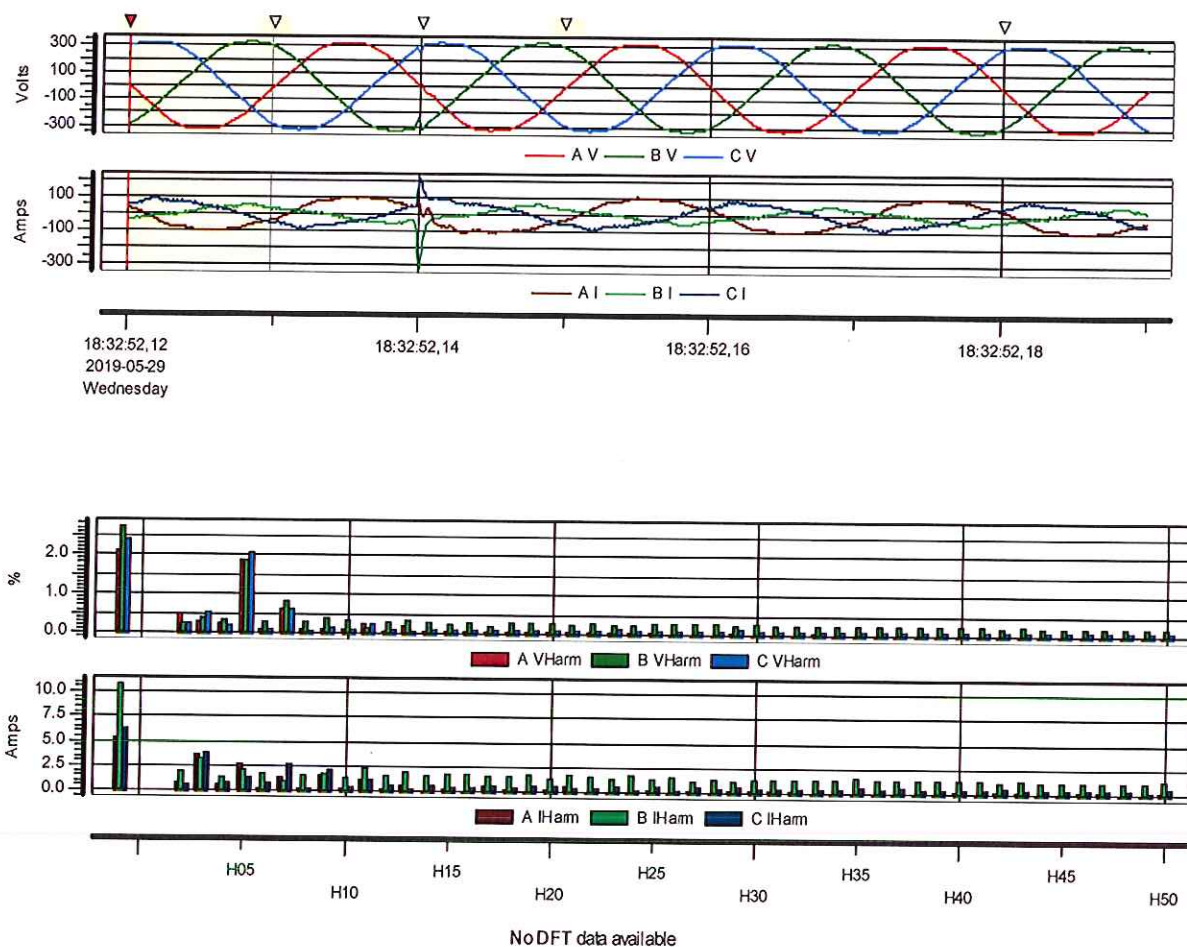 300
100
-100
-300
Volts
A V B V C V
100
-100
-300
Amps
A I B I C I
18:32:52,12 18:32:52,14 18:32:52,16 18:32:52,18
2019-05-29
Wednesday
2.0
1.0
0.0
%
A VHarm B VHarm C VHarm
10.0
7.5
5.0
2.5
0.0
Amps
A IHarm B IHarm C IHarm
H05 H10 H15 H20 H25 H30 H35 H40 H45 H50
No DFT data available